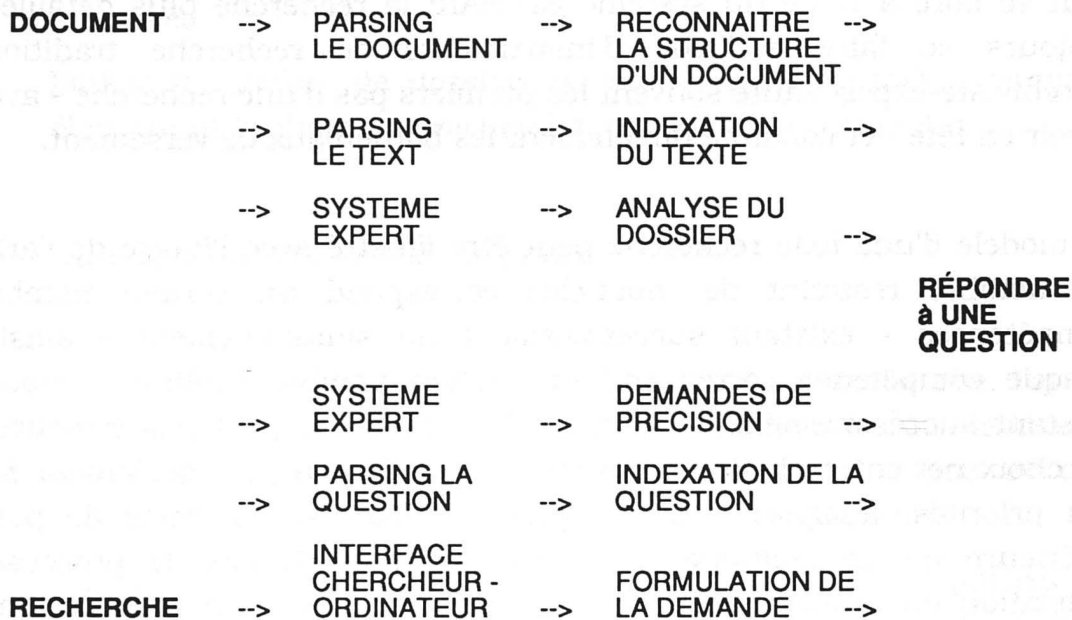 DOCUMENT --> PARSING --> RECONNAITRE -->
LE DOCUMENT LA STRUCTURE
D'UN DOCUMENT
--> PARSING --> INDEXATION -->
LE TEXT DU TEXTE
--> SYSTEME --> ANALYSE DU
EXPERT DOSSIER -->
RÉPONDRE
à UNE
QUESTION
SYSTEME DEMANDES DE
--> EXPERT --> PRECISION -->
PARSING LA INDEXATION DE LA
--> QUESTION --> QUESTION -->
INTERFACE
CHERCHEUR - FORMULATION DE
RECHERCHE --> ORDINATEUR --> LA DEMANDE -->